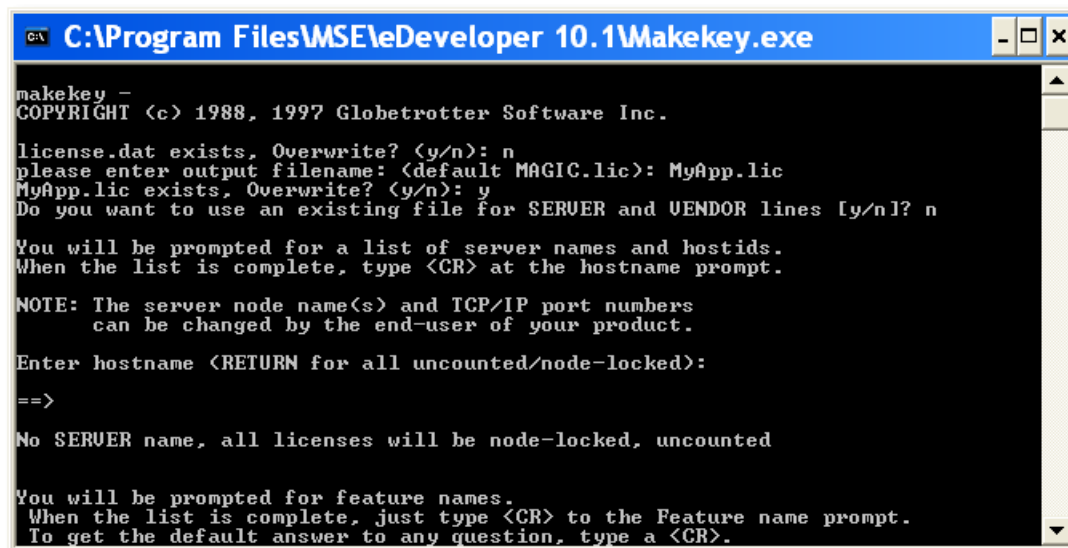 C:\Program Files\MSE\eDeveloper 10.1\Makekey.exe
makekey -
COPYRIGHT (c) 1988, 1997 Globetrotter Software Inc.
license.dat exists, Overwrite? (y/n): n
please enter output filename: (default MAGIC.lic): MyApp.lic
MyApp.lic exists, Overwrite? (y/n): y
Do you want to use an existing file for SERVER and VENDOR lines [y/n]? n
You will be prompted for a list of server names and hostids.
When the list is complete, type <CR> at the hostname prompt.
NOTE: The server node name(s) and TCP/IP port numbers
can be changed by the end-user of your product.
Enter hostname (RETURN for all uncounted/node-locked):
==>
No SERVER name, all licenses will be node-locked, uncounted
You will be prompted for feature names.
When the list is complete, just type <CR> to the Feature name prompt.
To get the default answer to any question, type a <CR>.